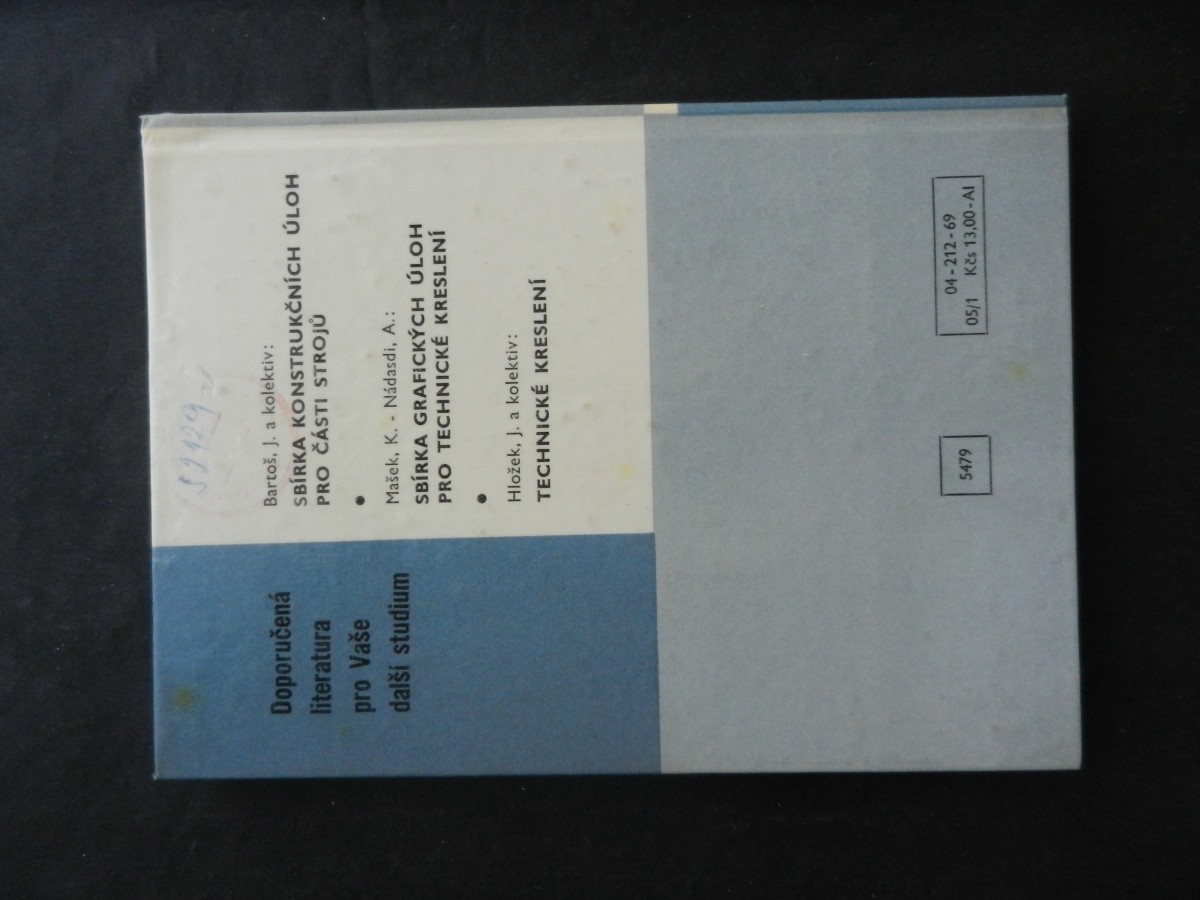 Doporučená
literatura
pro Vaše
další studium
Bartoš, J. a kolektiv:
SBÍRKA KONSTRUKČNÍCH ÚLOH
PRO ČÁSTI STROJŮ
•
Mašek, K. - Nádasdi, A.:
SBÍRKA GRAFICKÝCH ÚLOH
PRO TECHNICKÉ KRESLENÍ
•
Hložek, J. a kolektiv:
TECHNICKÉ KRESLENÍ
5479
04-212-69
05/1 Kčs 13,00-AI